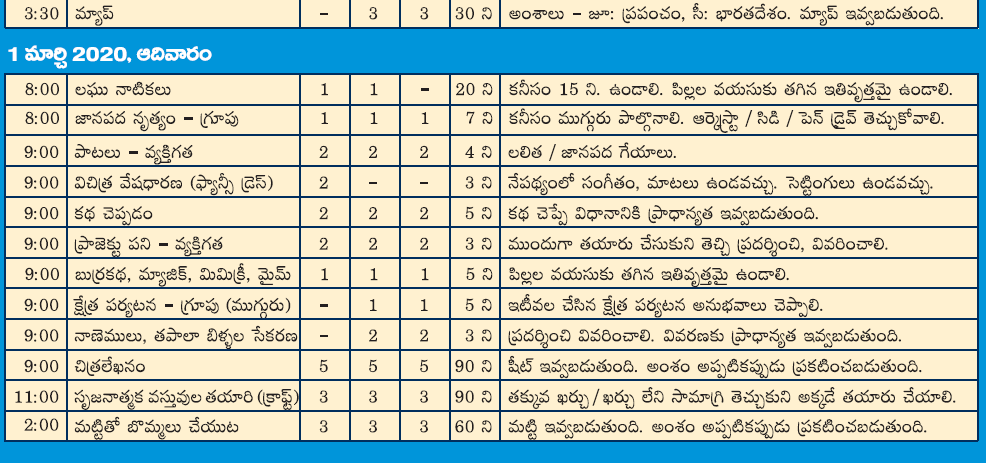 3:30 మ్యాప్ – 3 3 30 ని అంశాలు – జూ: ప్రపంచం, సీ: భారతదేశం. మ్యాప్ ఇవ్వబడుతుంది.
1 మార్చి 2020, ఆదివారం
8:00 లఘు నాటికలు 1 1 – 20 ని కనీసం 15 ని. ఉండాలి. పిల్లల వయసుకు తగిన ఇతివృత్తమై ఉండాలి.
8:00 జానపద నృత్యం – గ్రూపు 1 1 1 7 ని కనీసం ముగ్గురు పాల్గొనాలి. ఆర్కెస్ట్రా / సిడి / పెన్ డ్రైవ్ తెచ్చుకోవాలి.
9:00 పాటలు – వ్యక్తిగత 2 2 2 4 ని లలిత / జానపద గేయాలు.
9:00 విచిత్ర వేషధారణ (ఫ్యాన్సీ డ్రెస్) 2 – – 3 ని నేపథ్యంలో సంగీతం, మాటలు ఉండవచ్చు. సెట్టింగులు ఉండవచ్చు.
9:00 కథ చెప్పడం 2 2 2 5 ని కథ చెప్పే విధానానికి ప్రాధాన్యత ఇవ్వబడుతుంది.
9:00 ప్రాజెక్టు పని – వ్యక్తిగత 2 2 2 3 ని ముందుగా తయారు చేసుకుని తెచ్చి ప్రదర్శించి, వివరించాలి.
9:00 బుర్రకథ, మ్యాజిక్, మిమిక్రీ, మైమ్ 1 1 1 5 ని పిల్లల వయసుకు తగిన ఇతివృత్తమై ఉండాలి.
9:00 క్షేత్ర పర్యటన – గ్రూపు (ముగ్గురు) – 1 1 5 ని ఇటీవల చేసిన క్షేత్ర పర్యటన అనుభవాలు చెప్పాలి.
9:00 నాణెములు, తపాలా బిళ్ళల సేకరణ – 2 2 3 ని ప్రదర్శించి వివరించాలి. వివరణకు ప్రాధాన్యత ఇవ్వబడుతుంది.
9:00 చిత్రలేఖనం 5 5 5 90 ని షీట్ ఇవ్వబడుతుంది. అంశం అప్పటికప్పుడు ప్రకటించబడుతుంది.
11:00 సృజనాత్మక వస్తువుల తయారి (క్రాఫ్ట్) 3 3 3 90 ని తక్కువ ఖర్చు/ఖర్చు లేని సామాగ్రి తెచ్చుకుని అక్కడే తయారు చేయాలి.
2:00 మట్టితో బొమ్మలు చేయుట 3 3 3 60 ని మట్టి ఇవ్వబడుతుంది. అంశం అప్పటికప్పుడు ప్రకటించబడుతుంది.